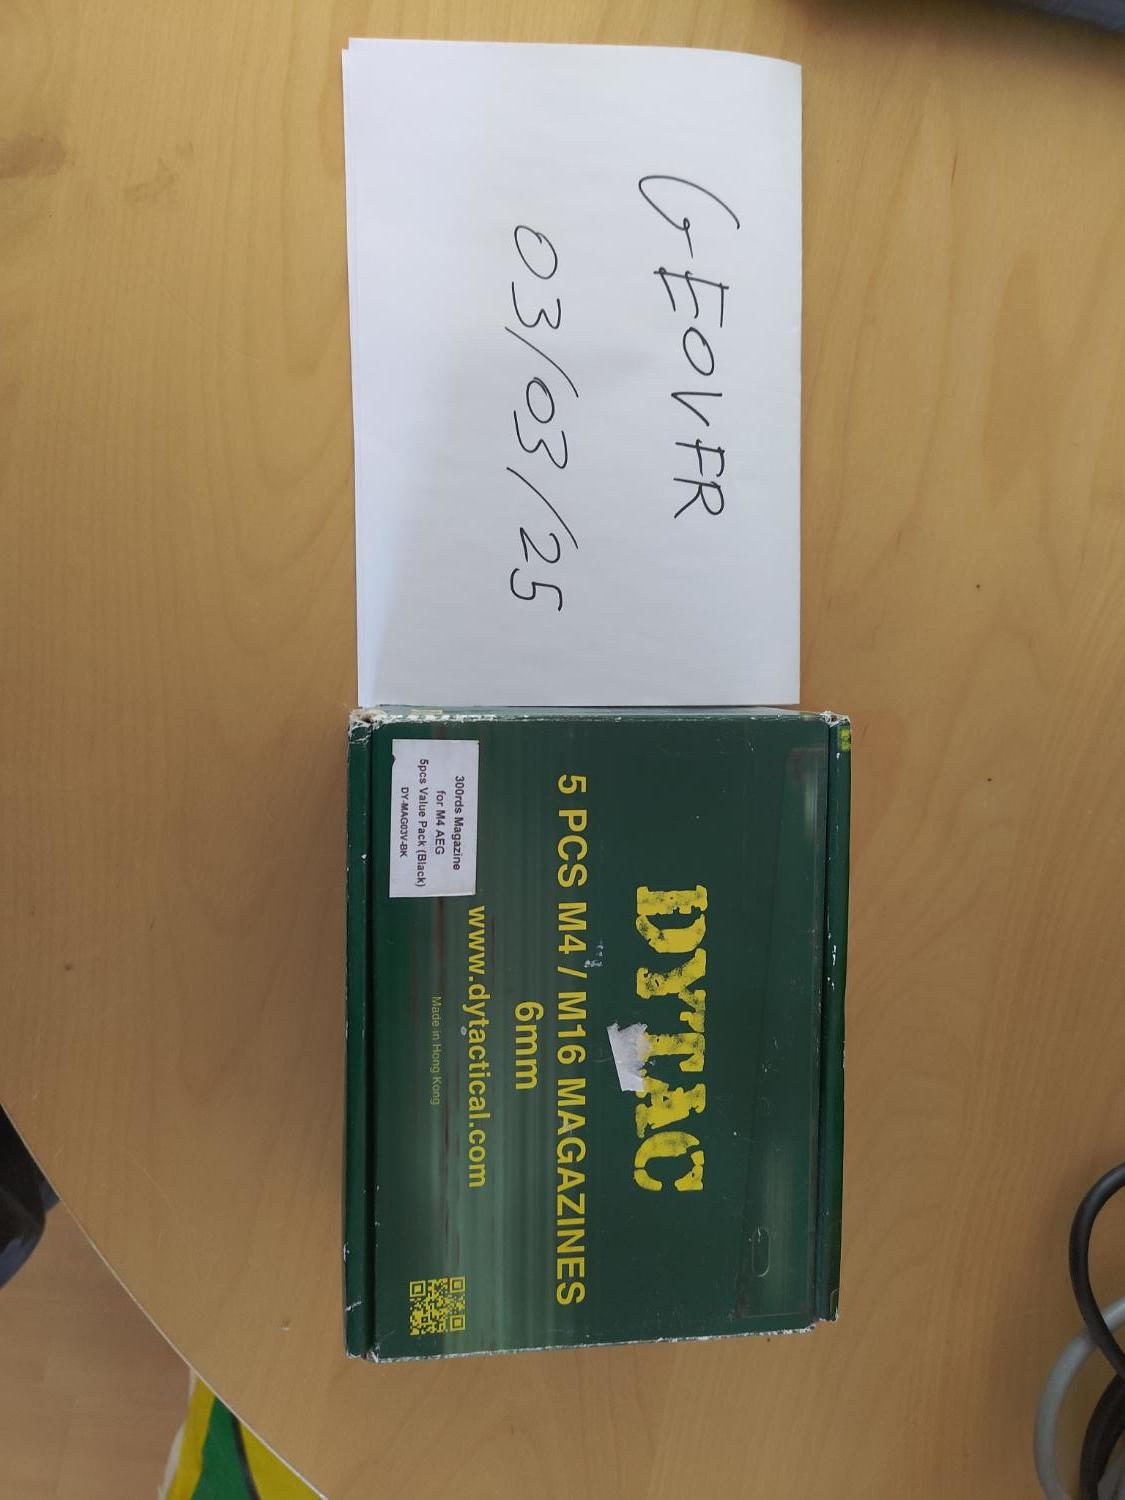 GEOVFR
03/03/25
DYTAC
5 PCS M4 / M16 MAGAZINES
6mm
www.dytactical.com
Made in Hong Kong
300rds Magazine
for M4 AEG
5pcs Value Pack (Black)
DY-MAG03V-BK